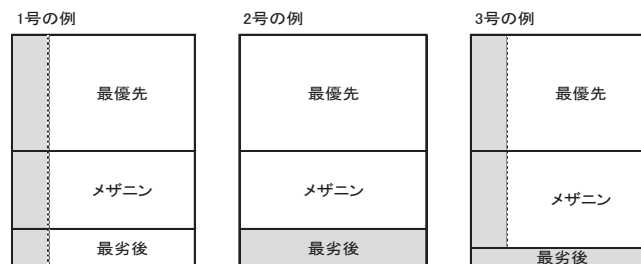 1号の例
2号の例
3号の例
最優先
最優先
最優先
メザニン
メザニン
メザニン
最劣後
最劣後
最劣後